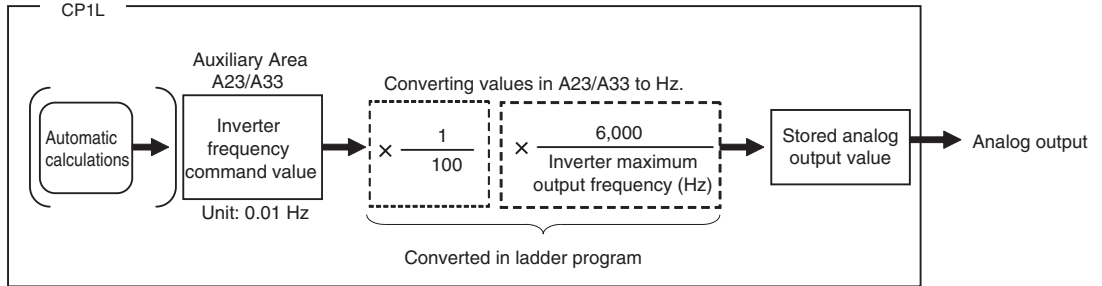 CP1L
Auxiliary Area
A23/A33
Converting values in A23/A33 to Hz.
Automatic
calculations
Inverter
frequency
command value
Unit: 0.01 Hz
× 1
100
× 6,000
Inverter maximum
output frequency (Hz)
Stored analog
output value
Analog output
Converted in ladder program